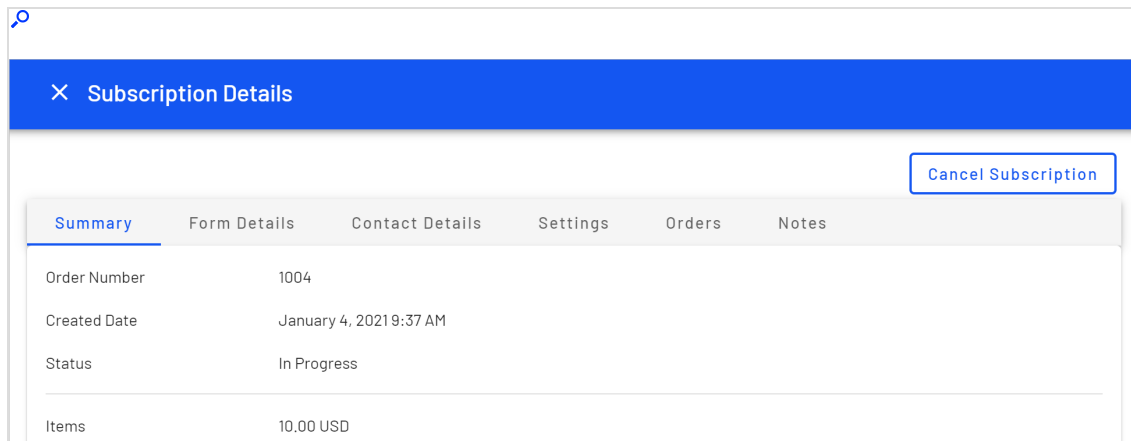 Subscription Details
Cancel Subscription
Summary Form Details Contact Details Settings Orders Notes
Order Number 1004
Created Date January 4, 2021 9:37 AM
Status In Progress
Items 10.00 USD